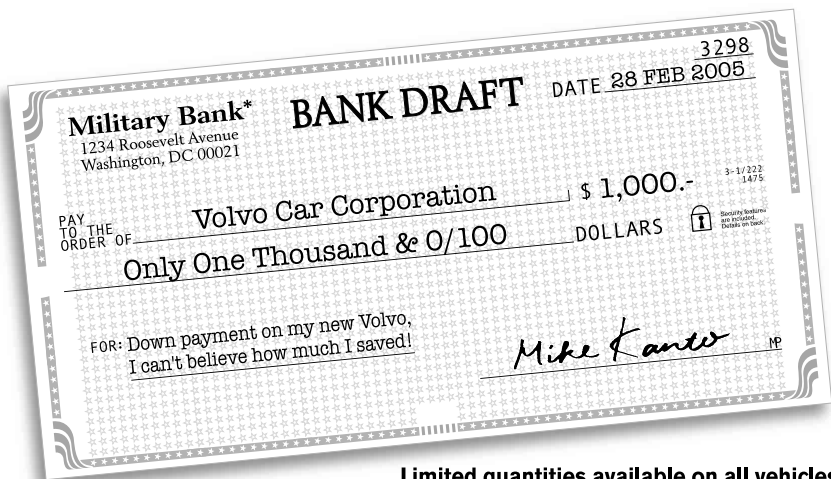 3298
Military Bank*
BANK DRAFT
DATE 28 FEB 2005
1234 Roosevelt Avenue
Washington, DC 00021
3-1/222
1475
PAY
TO THE
ORDER OF Volvo Car Corporation $ 1,000.-
Security features
are included.
Details on back.
Only One Thousand & 0/100 DOLLARS
FOR: Down payment on my new Volvo,
I can't believe how much I saved!
Mike Kanto
MP
Limited quantities available on all vehicles